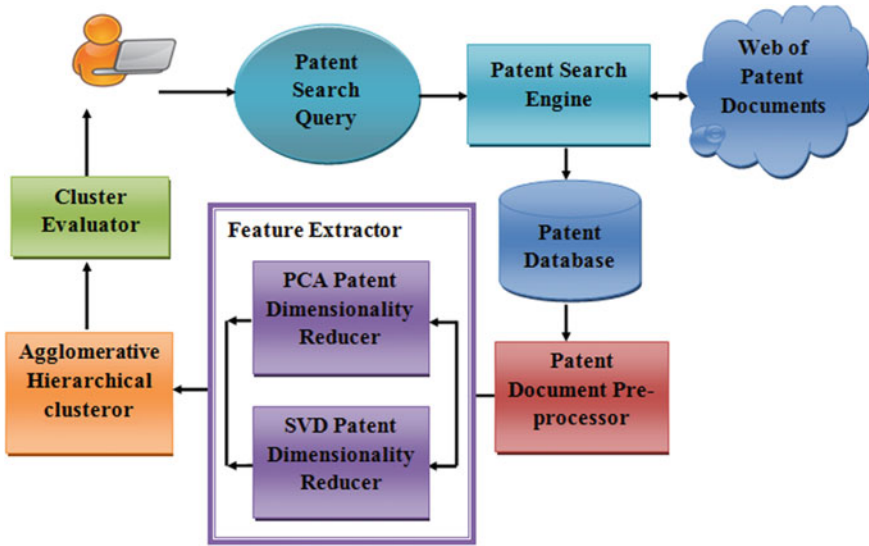 Patent
Search
Query
Patent Search
Engine
Web of
Patent
Documents
Patent
Database
Patent
Document Pre-
processor
Feature Extractor
PCA Patent
Dimensionality
Reducer
SVD Patent
Dimensionality
Reducer
Agglomerative
Hierarchical
clusteror
Cluster
Evaluator